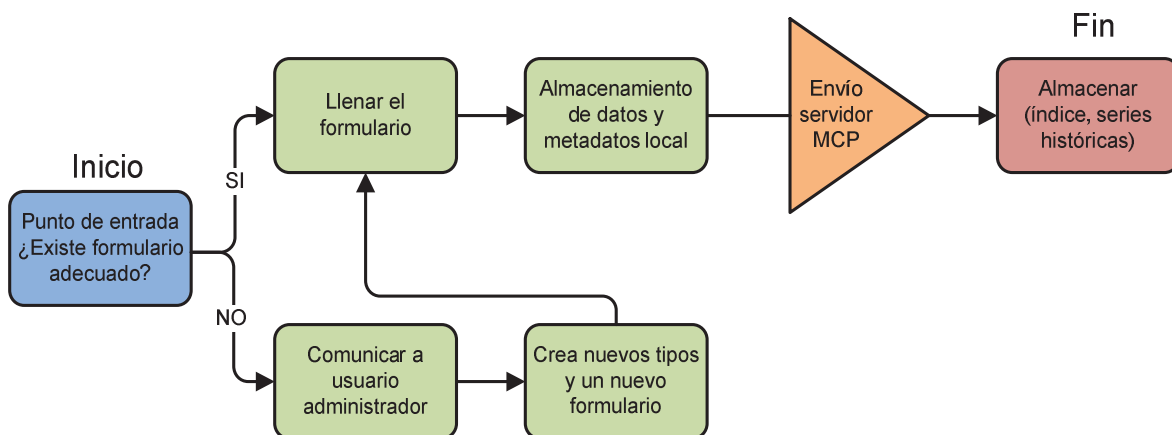 Inicio
Punto de entrada
¿Existe formulario
adecuado?
SI
NO
Llenar el
formulario
Almacenamiento
de datos y
metadatos local
Envío
servidor
MCP
Fin
Almacenar
(índice, series
históricas)
Comunicar a
usuario
administrador
Crea nuevos tipos
y un nuevo
formulario